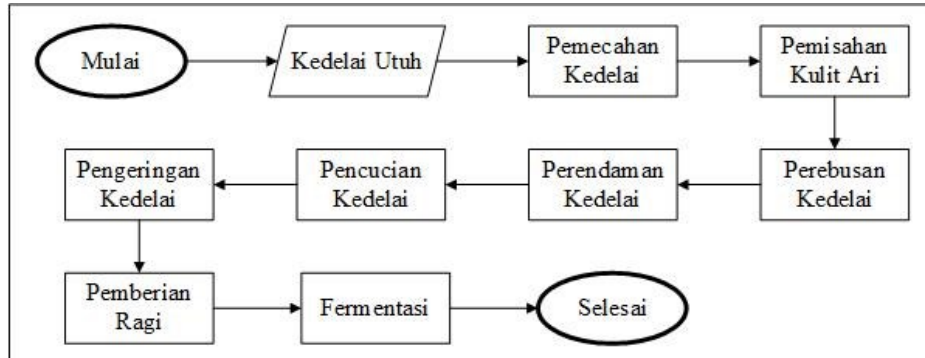 Mulai
Kedelai Utuh
Pemecahan
Kedelai
Pemisahan
Kulit Ari
Perebusan
Kedelai
Perendaman
Kedelai
Pencucian
Kedelai
Pengeringan
Kedelai
Pemberian
Ragi
Fermentasi
Selesai